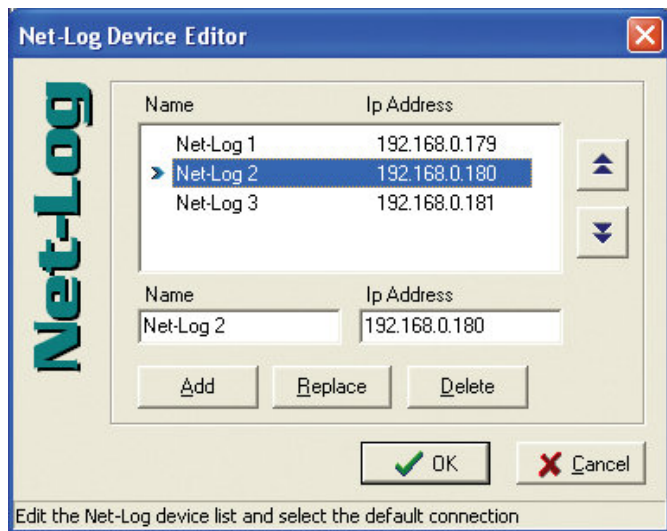 Net-Log Device Editor
Net-Log
Name Ip Address
Net-Log 1 192.168.0.179
Net-Log 2 192.168.0.180
Net-Log 3 192.168.0.181
Name Ip Address
Net-Log 2 192.168.0.180
Add Replace Delete
OK Cancel
Edit the Net-Log device list and select the default connection